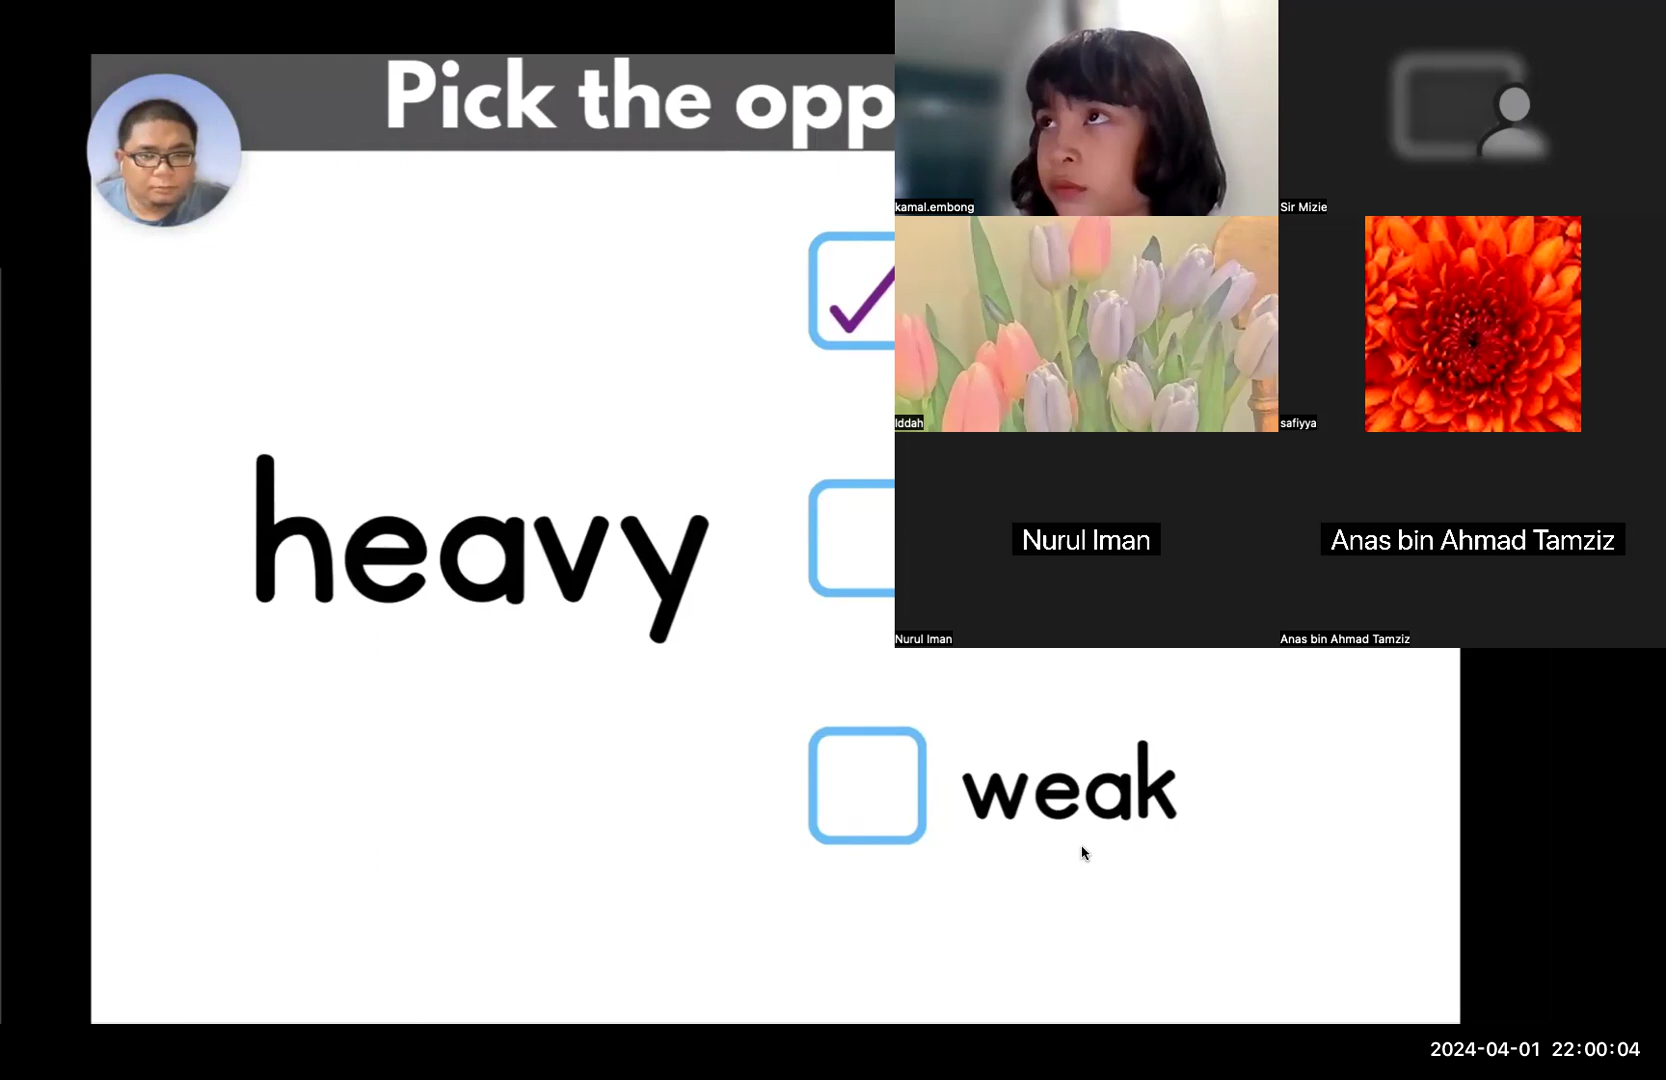 Pick the opp
heavy
weak
kamal.embong
Sir Mizie
Iddah
safiyya
Nurul Iman
Anas bin Ahmad Tamziz
Nurul Iman
Anas bin Ahmad Tamziz
2024-04-01 22:00:04